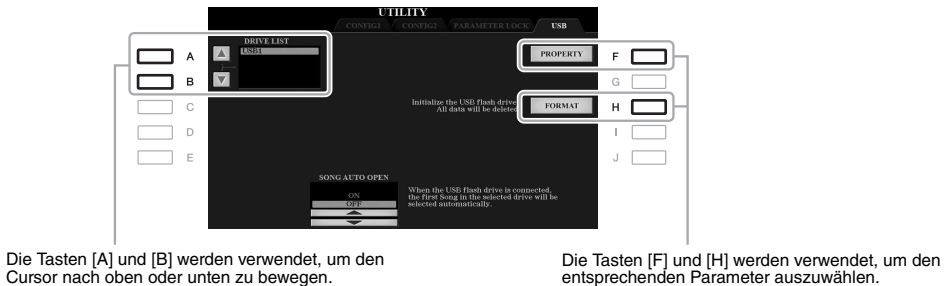 UTILITY
CONFIG1 CONFIG2 PARAMETER LOCK USB
DRIVE LIST
USB1
A
B
C
D
E
PROPERTY
F
G
Initialize the USB flash drive.
All data will be deleted.
FORMAT
H
I
J
SONG AUTO OPEN
ON
OFF
When the USB flash drive is connected,
the first Song in the selected drive will be
selected automatically.
Die Tasten [A] und [B] werden verwendet, um den
Cursor nach oben oder unten zu bewegen.
Die Tasten [F] und [H] werden verwendet, um den
entsprechenden Parameter auszuwählen.